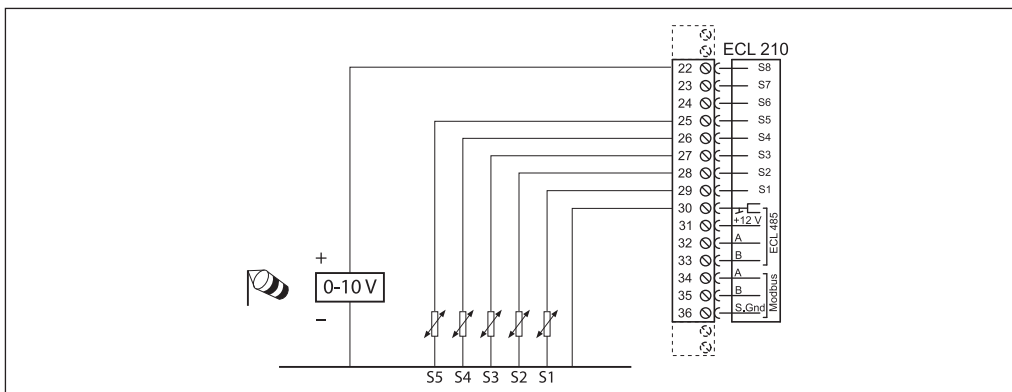 ECL 210
22 S8
23 S7
24 S6
25 S5
26 S4
27 S3
28 S2
29 S1
30
31 +12 V
32 A
33 B
ECL 485
34 A
35 B
36 S.Gnd
Modbus
+
0-10 V
–
S5 S4 S3 S2 S1